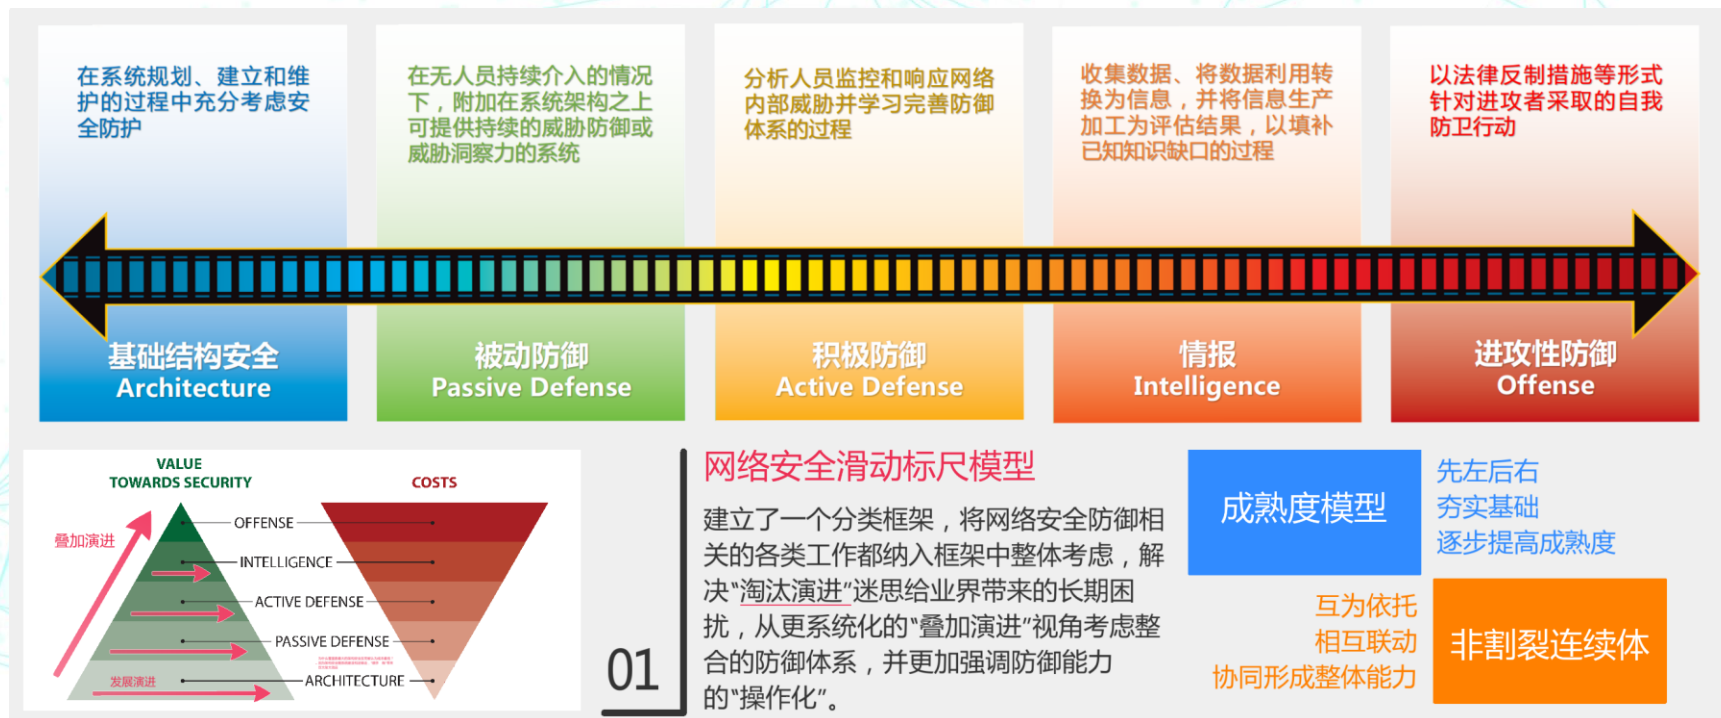 在系统规划、建立和维
护的过程中充分考虑安
全防护
在无人员持续介入的情况
下，附加在系统架构之上
可提供持续的威胁防御或
威胁洞察力的系统
分析人员监控和响应网络
内部威胁并学习完善防御
体系的过程
收集数据、将数据利用转
换为信息，并将信息生产
加工为评估结果，以填补
已知知识缺口的过程
以法律反制措施等形式
针对进攻者采取的自我
防卫行动
基础结构安全
Architecture
被动防御
Passive Defense
积极防御
Active Defense
情报
Intelligence
进攻性防御
Offense
VALUE
TOWARDS SECURITY
COSTS
叠加演进
OFFENSE
INTELLIGENCE
ACTIVE DEFENSE
PASSIVE DEFENSE
ARCHITECTURE
发展演进
01
网络安全滑动标尺模型
建立了一个分类框架，将网络安全防御相
关的各类工作都纳入框架中整体考虑，解
决“淘汰演进”迷思给业界带来的长期困
扰，从更系统化的“叠加演进”视角考虑整
合的防御体系，并更加强调防御能力
的“操作化”。
成熟度模型
先左后右
夯实基础
逐步提高成熟度
互为依托
相互联动
协同形成整体能力
非割裂连续体